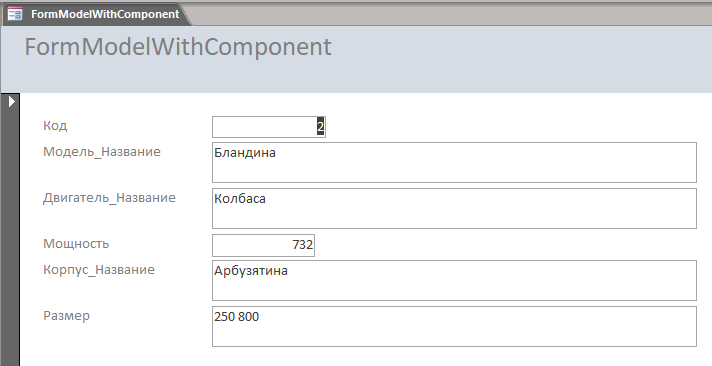 FormModelWithComponent
FormModelWithComponent
Код 2
Модель_Название Бландина
Двигатель_Название Колбаса
Мощность 732
Корпус_Название Арбузятина
Размер 250 800